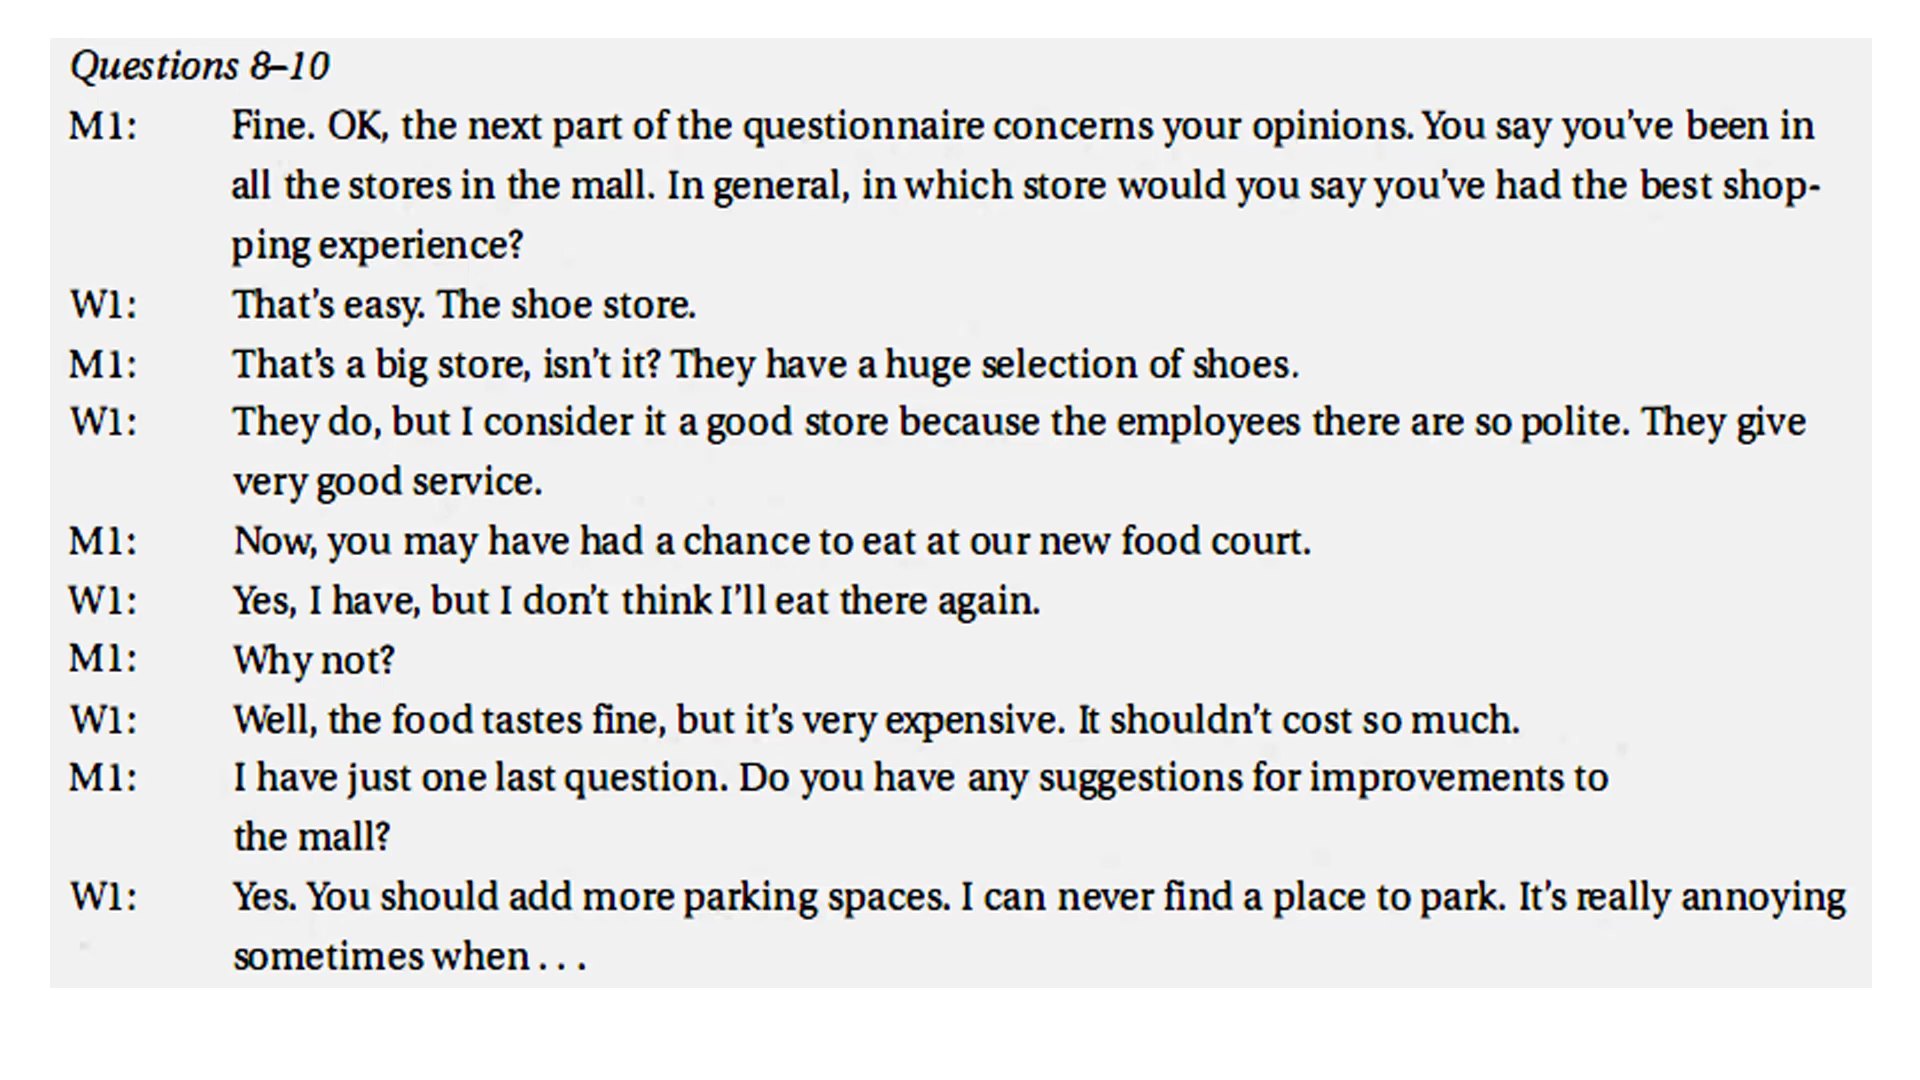 Questions 8–10
M1: Fine. OK, the next part of the questionnaire concerns your opinions. You say you've been in
all the stores in the mall. In general, in which store would you say you've had the best shop-
ping experience?
W1: That's easy. The shoe store.
M1: That's a big store, isn't it? They have a huge selection of shoes.
W1: They do, but I consider it a good store because the employees there are so polite. They give
very good service.
M1: Now, you may have had a chance to eat at our new food court.
W1: Yes, I have, but I don't think I'll eat there again.
M1: Why not?
W1: Well, the food tastes fine, but it's very expensive. It shouldn't cost so much.
M1: I have just one last question. Do you have any suggestions for improvements to
the mall?
W1: Yes. You should add more parking spaces. I can never find a place to park. It's really annoying
sometimes when . . .